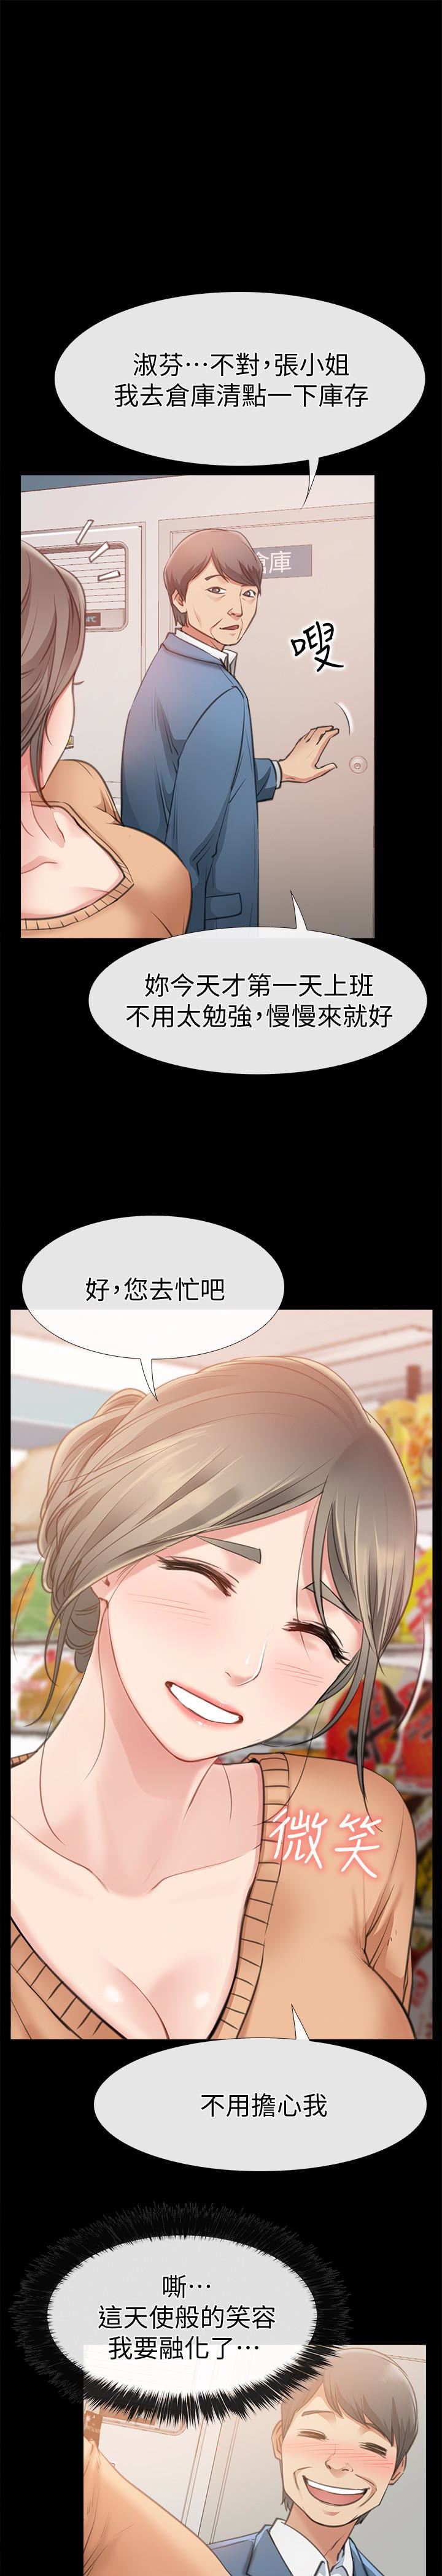 淑芬…不對,張小姐
我去倉庫清點一下庫存
倉庫
嗖
妳今天才第一天上班
不用太勉強,慢慢來就好
好,您去忙吧
微笑
不用擔心我
嘶…
這天使般的笑容
我要融化了…